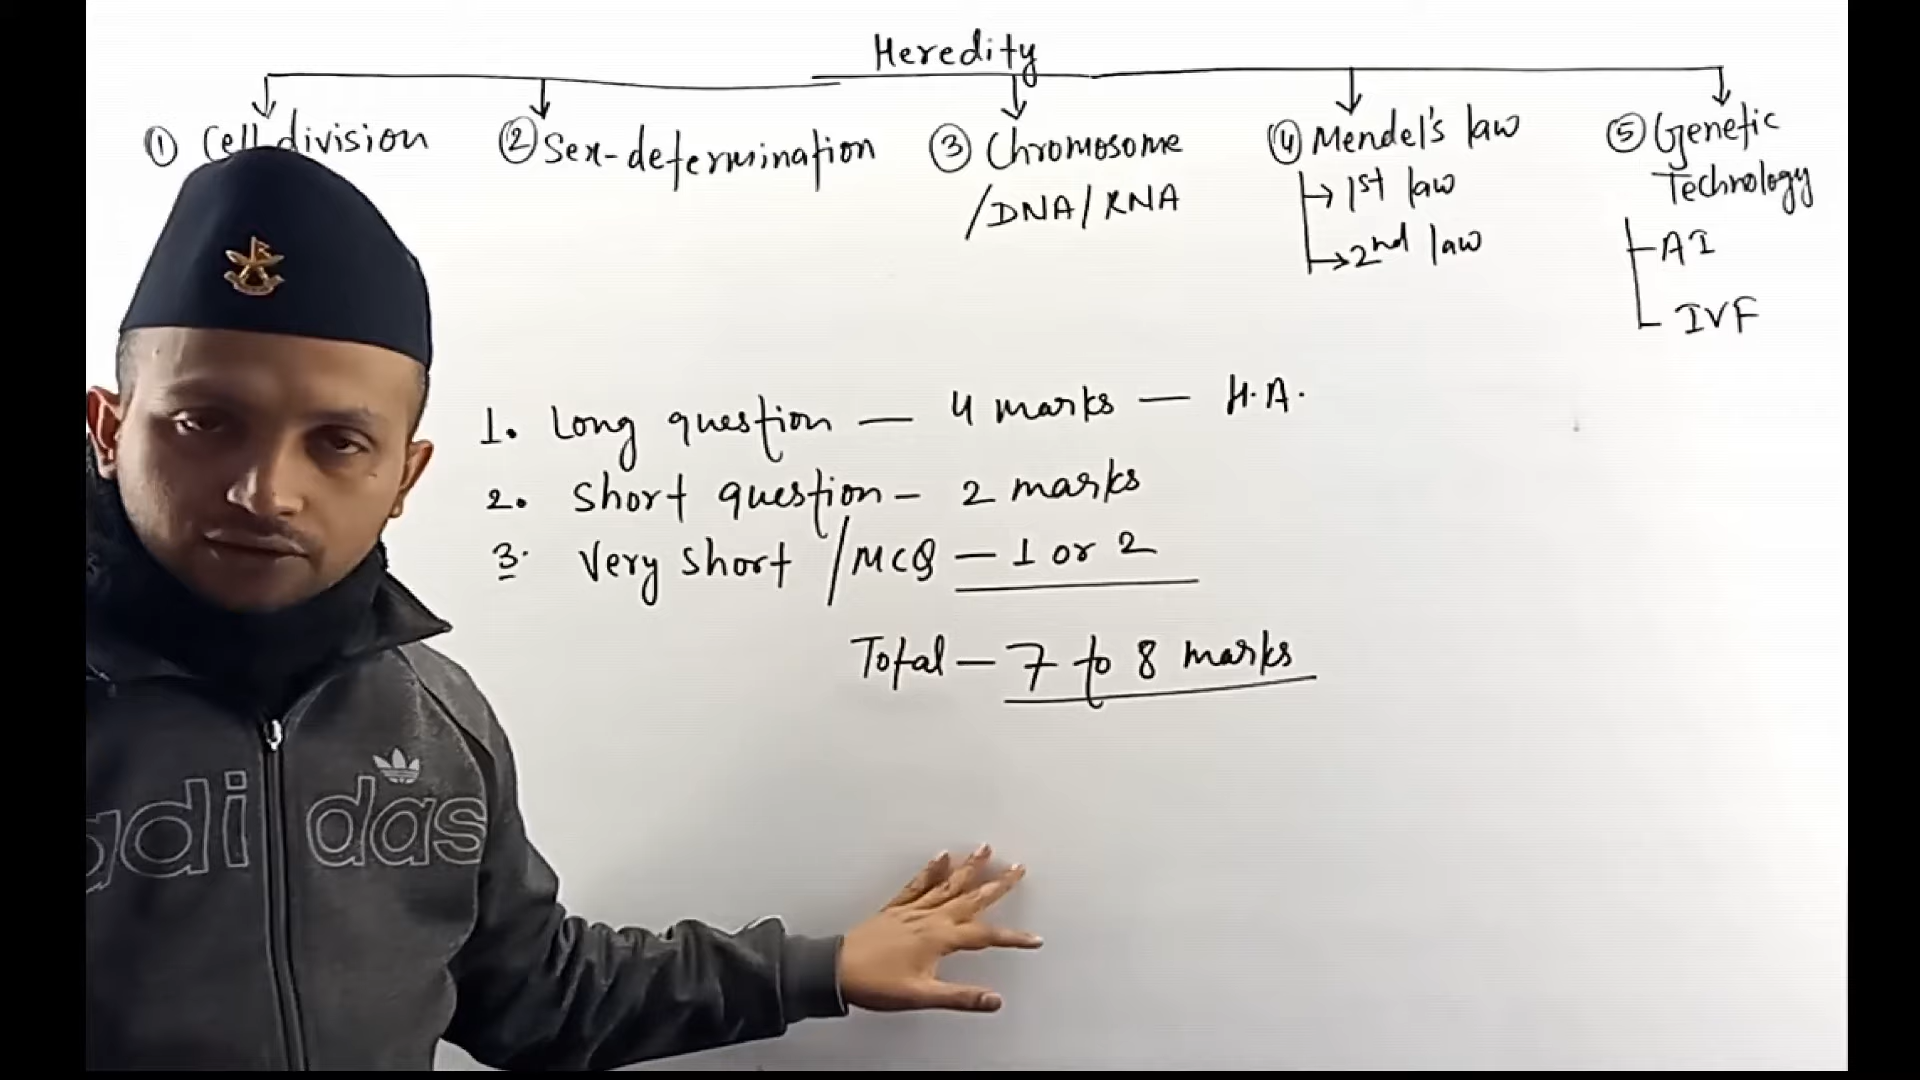 Heredity
① Cell division
② Sex-determination
③ Chromosome
/DNA/RNA
④ Mendel's law
1st law
2nd law
⑤ Genetic
Technology
AI
IVF
1. Long question — 4 marks — H.A.
2. Short question - 2 marks
3. Very short /MCQ — 1 or 2
Total — 7 to 8 marks
adidas